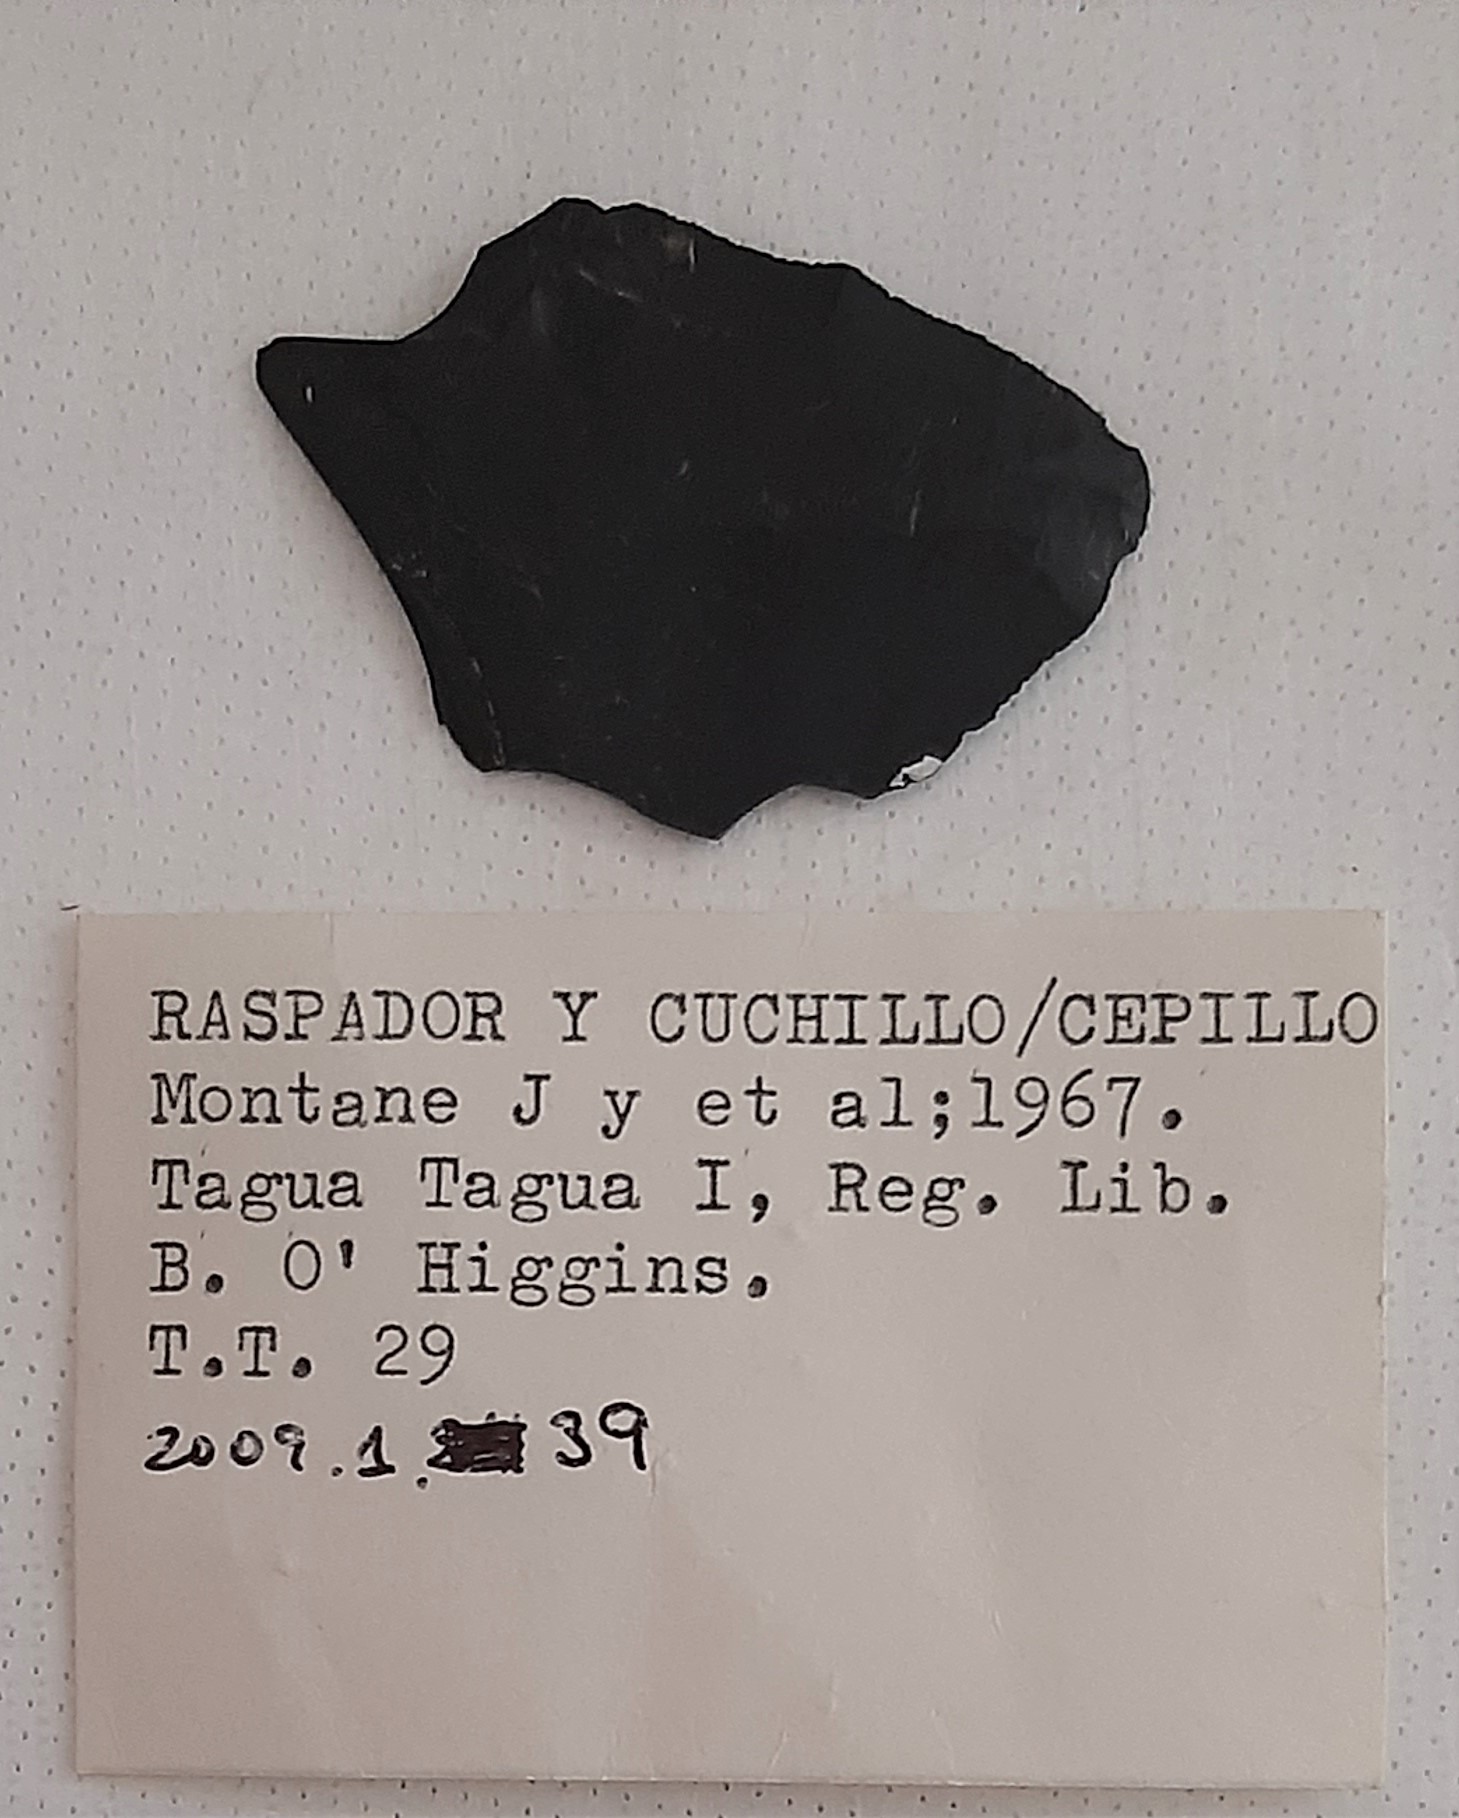 RASPADOR Y CUCHILLO/CEPILLO
Montane J y et al;1967.
Tagua Tagua I, Reg. Lib.
B. O' Higgins.
T.T. 29
2009.1. 39